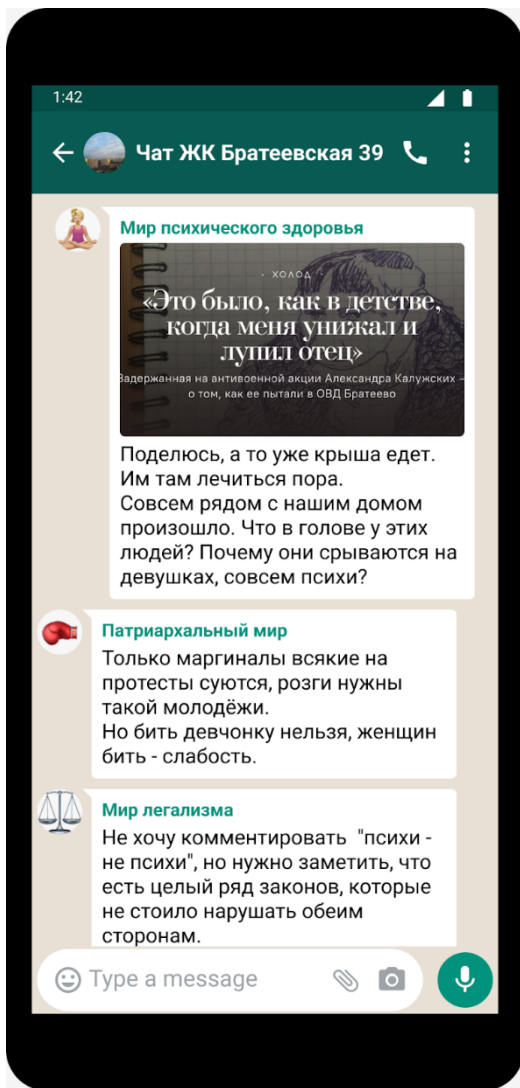 1:42
Чат ЖК Братеевская 39
Мир психического здоровья
· ХОЛОД ·
«Это было, как в детстве,
когда меня унижал и
лупил отец»
Задержанная на антивоенной акции Александра Калужских –
о том, как ее пытали в ОВД Братеево
Поделюсь, а то уже крыша едет.
Им там лечиться пора.
Совсем рядом с нашим домом
произошло. Что в голове у этих
людей? Почему они срываются на
девушках, совсем психи?
Патриархальный мир
Только маргиналы всякие на
протесты суются, розги нужны
такой молодёжи.
Но бить девчонку нельзя, женщин
бить - слабость.
Мир легализма
Не хочу комментировать "психи -
не психи", но нужно заметить, что
есть целый ряд законов, которые
не стоило нарушать обеим
сторонам.
Type a message